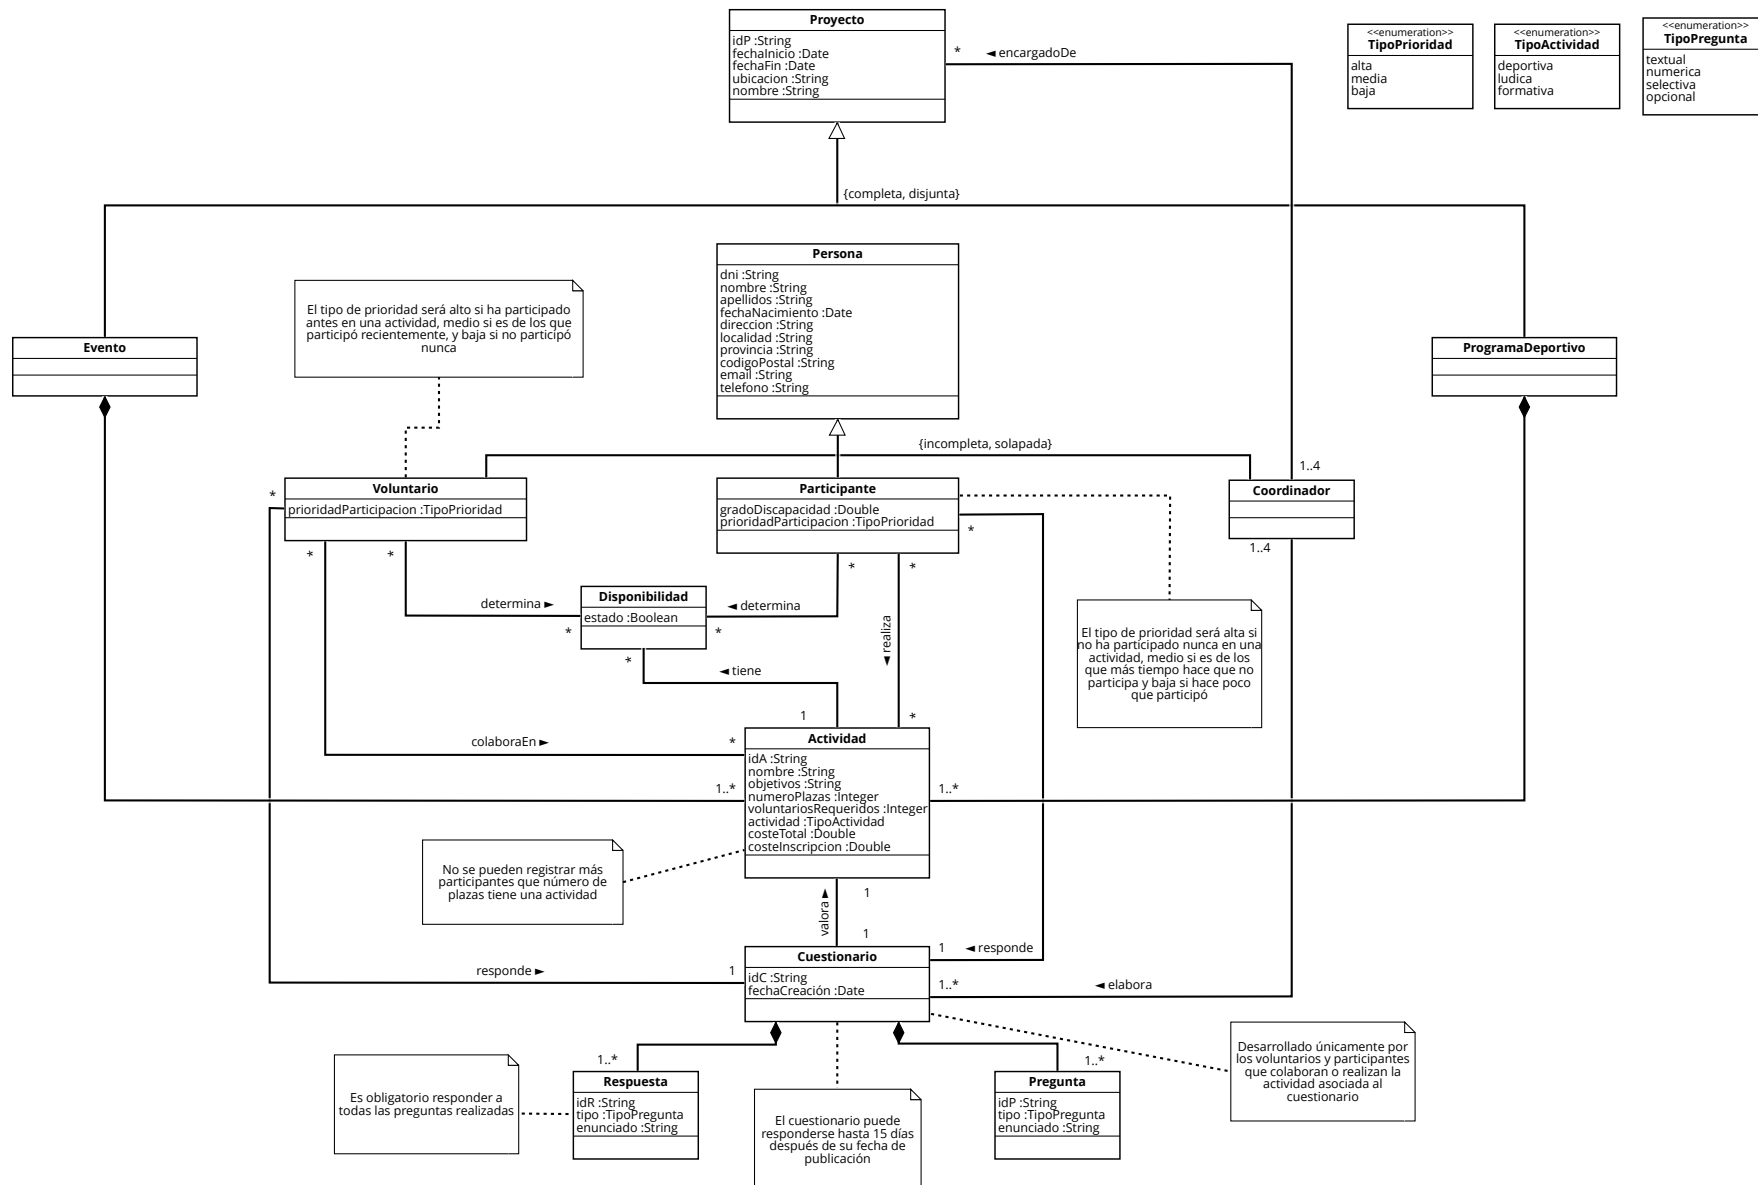 Proyecto
idP :String
fechaInicio :Date
fechaFin :Date
ubicacion :String
nombre :String
* ◄ encargadoDe
<<enumeration>>
TipoPrioridad
alta
media
baja
<<enumeration>>
TipoActividad
deportiva
ludica
formativa
<<enumeration>>
TipoPregunta
textual
numerica
selectiva
opcional
{completa, disjunta}
Persona
dni :String
nombre :String
apellidos :String
fechaNacimiento :Date
direccion :String
localidad :String
provincia :String
codigoPostal :String
email :String
telefono :String
El tipo de prioridad será alto si ha participado
antes en una actividad, medio si es de los que
participó recientemente, y baja si no participó
nunca
Evento
ProgramaDeportivo
{incompleta, solapada}
1..4
*
Voluntario
prioridadParticipacion :TipoPrioridad
*
*
Participante
gradoDiscapacidad :Double
prioridadParticipacion :TipoPrioridad
*
*
*
Coordinador
1..4
determina ►
*
Disponibilidad
estado :Boolean
*
◄ determina
*
◄ realiza
◄ tiene
El tipo de prioridad será alta si
no ha participado nunca en una
actividad, medio si es de los
que más tiempo hace que no
participa y baja si hace poco
que participó
1
*
colaboraEn ►
*
1..*
Actividad
idA :String
nombre :String
objetivos :String
numeroPlazas :Integer
voluntariosRequeridos :Integer
actividad :TipoActividad
costeTotal :Double
costeInscripcion :Double
1..*
No se pueden registrar más
participantes que número de
plazas tiene una actividad
1
valora ►
1
responde ►
1
Cuestionario
idC :String
fechaCreación :Date
1
◄ responde
1..*
◄ elabora
1..*
1..*
Es obligatorio responder a
todas las preguntas realizadas
Respuesta
idR :String
tipo :TipoPregunta
enunciado :String
El cuestionario puede
responderse hasta 15 días
después de su fecha de
publicación
Pregunta
idP :String
tipo :TipoPregunta
enunciado :String
Desarrollado únicamente por
los voluntarios y participantes
que colaboran o realizan la
actividad asociada al
cuestionario